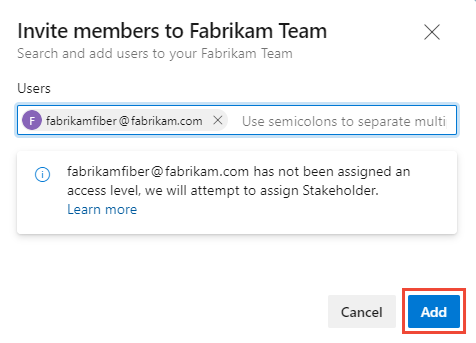 Invite members to Fabrikam Team
Search and add users to your Fabrikam Team
Users
F fabrikamfiber@fabrikam.com Use semicolons to separate multi
fabrikamfiber@fabrikam.com has not been assigned an
access level, we will attempt to assign Stakeholder.
Learn more
Cancel Add